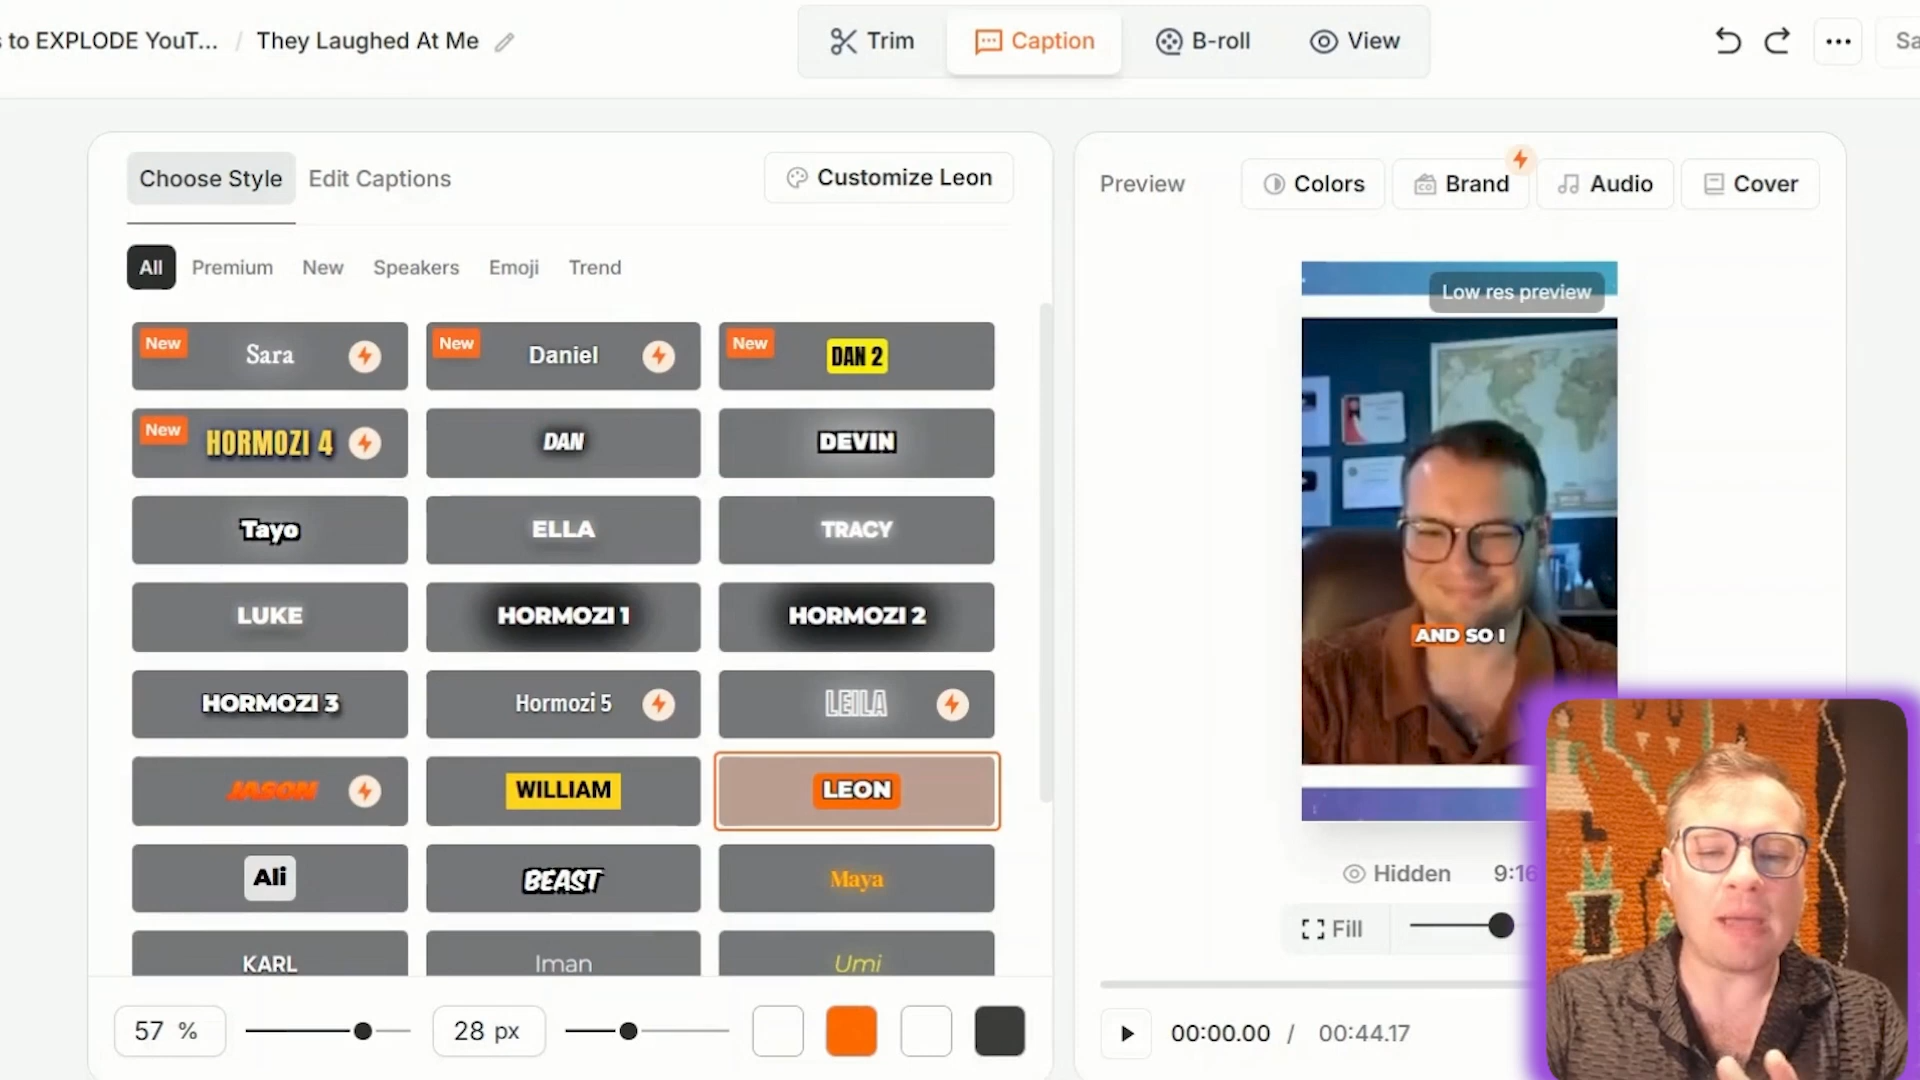 s to EXPLODE YouT... / They Laughed At Me
Trim
Caption
B-roll
View
Sa
Choose Style
Edit Captions
Customize Leon
All
Premium
New
Speakers
Emoji
Trend
New
Sara
New
Daniel
New
DAN 2
New
HORMOZI 4
DAN
DEVIN
Tayo
ELLA
TRACY
LUKE
HORMOZI 1
HORMOZI 2
HORMOZI 3
Hormozi 5
LEILA
JASON
WILLIAM
LEON
Ali
BEAST
Maya
KARL
Iman
Umi
57 %
28 px
Preview
Colors
Brand
Audio
Cover
Low res preview
AND SO I
Hidden
9:16
Fill
00:00.00 / 00:44.17